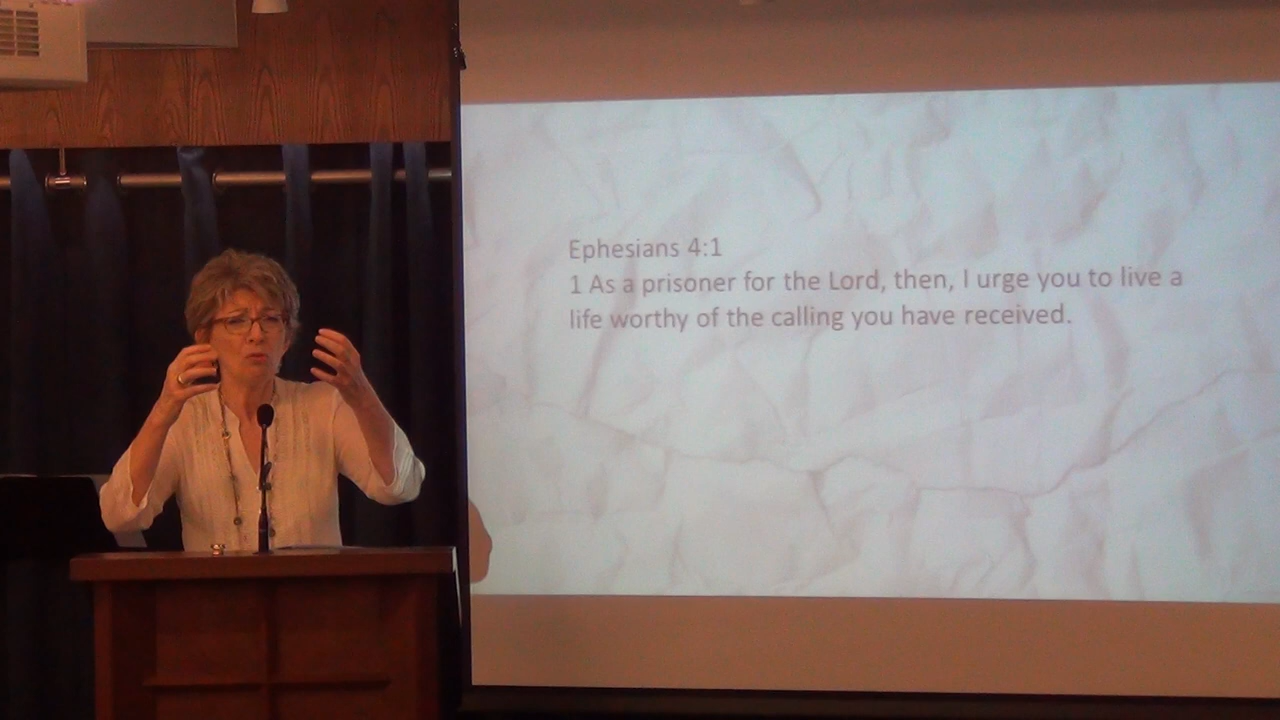 Ephesians 4:1
1 As a prisoner for the Lord, then, I urge you to live a
life worthy of the calling you have received.